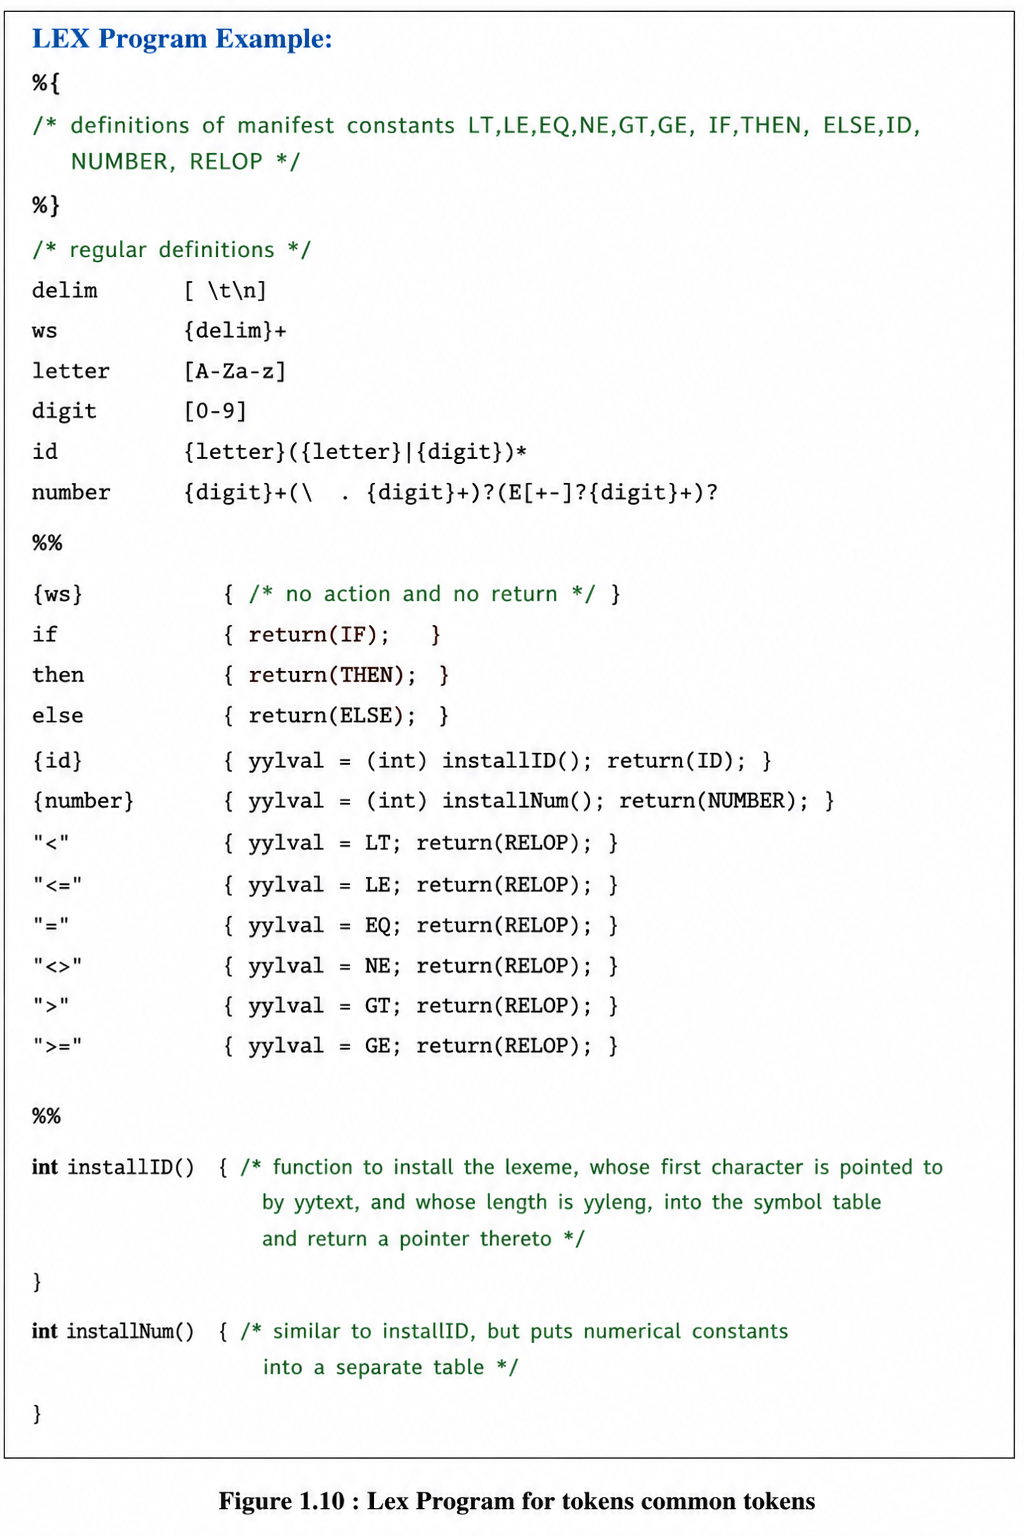 LEX Program Example:
%{
/* definitions of manifest constants LT,LE,EQ,NE,GT,GE, IF,THEN, ELSE,ID,
NUMBER, RELOP */
%}
/* regular definitions */
delim [ \t\n]
ws {delim}+
letter [A-Za-z]
digit [0-9]
id {letter}({letter}|{digit})*
number {digit}+(\ . {digit}+)?(E[+-]?{digit}+)?
%%
{ws} { /* no action and no return */ }
if { return(IF); }
then { return(THEN); }
else { return(ELSE); }
{id} { yylval = (int) installID(); return(ID); }
{number} { yylval = (int) installNum(); return(NUMBER); }
"<" { yylval = LT; return(RELOP); }
"<=" { yylval = LE; return(RELOP); }
"=" { yylval = EQ; return(RELOP); }
"<>" { yylval = NE; return(RELOP); }
">" { yylval = GT; return(RELOP); }
">=" { yylval = GE; return(RELOP); }
%%
int installID() { /* function to install the lexeme, whose first character is pointed to
by yytext, and whose length is yyleng, into the symbol table
and return a pointer thereto */
}
int installNum() { /* similar to installID, but puts numerical constants
into a separate table */
}
Figure 1.10 : Lex Program for tokens common tokens